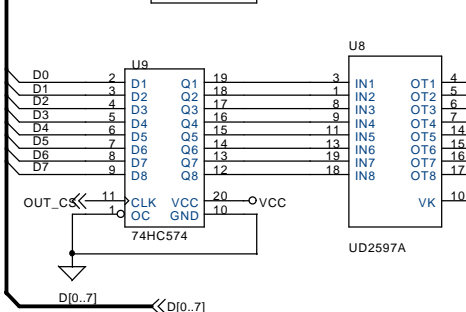 U9
U8
D0 2 D1 Q1 19 3 IN1 OT1 4
D1 3 D2 Q2 18 1 IN2 OT2 5
D2 4 D3 Q3 17 8 IN3 OT3 6
D3 5 D4 Q4 16 9 IN4 OT4 7
D4 6 D5 Q5 15 11 IN5 OT5 14
D5 7 D6 Q6 14 13 IN6 OT6 15
D6 8 D7 Q7 13 19 IN7 OT7 16
D7 9 D8 Q8 12 18 IN8 OT8 17
OUT_CS 11 CLK VCC 20 VCC
1 OC GND 10
VK 10
74HC574
UD2597A
D[0..7]
D[0..7]